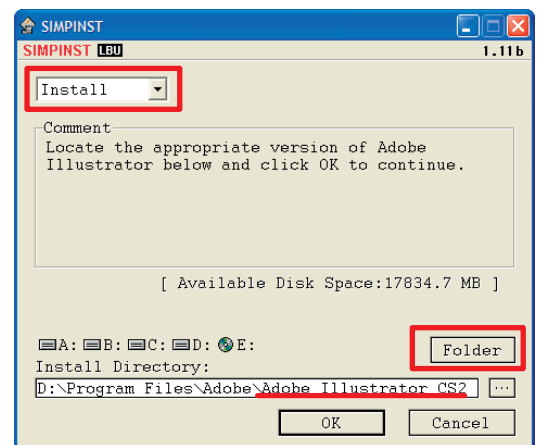 SIMPINST
SIMPINST LBU 1.11b
Install
Comment
Locate the appropriate version of Adobe
Illustrator below and click OK to continue.
[ Available Disk Space:17834.7 MB ]
A: B: C: D: E:
Folder
Install Directory:
D:\Program Files\Adobe\Adobe Illustrator CS2 ...
OK Cancel